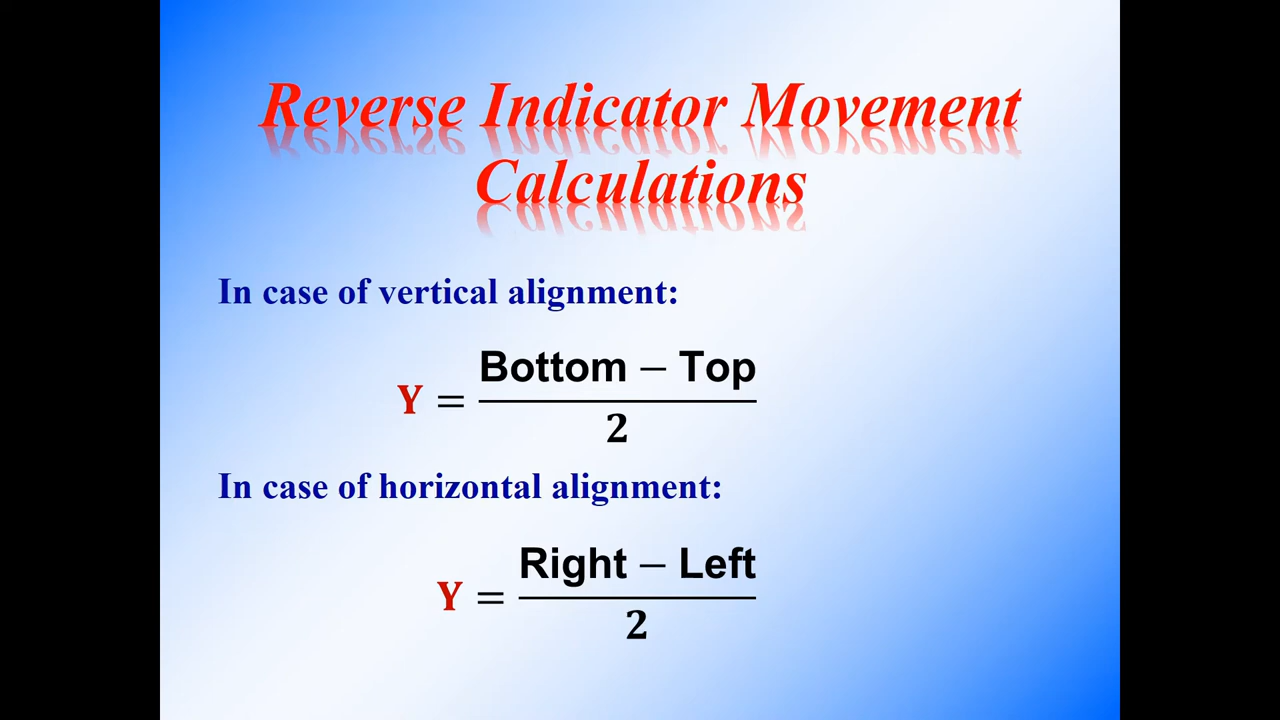 Reverse Indicator Movement
Calculations
In case of vertical alignment:
Y = Bottom − Top
2
In case of horizontal alignment:
Y = Right − Left
2